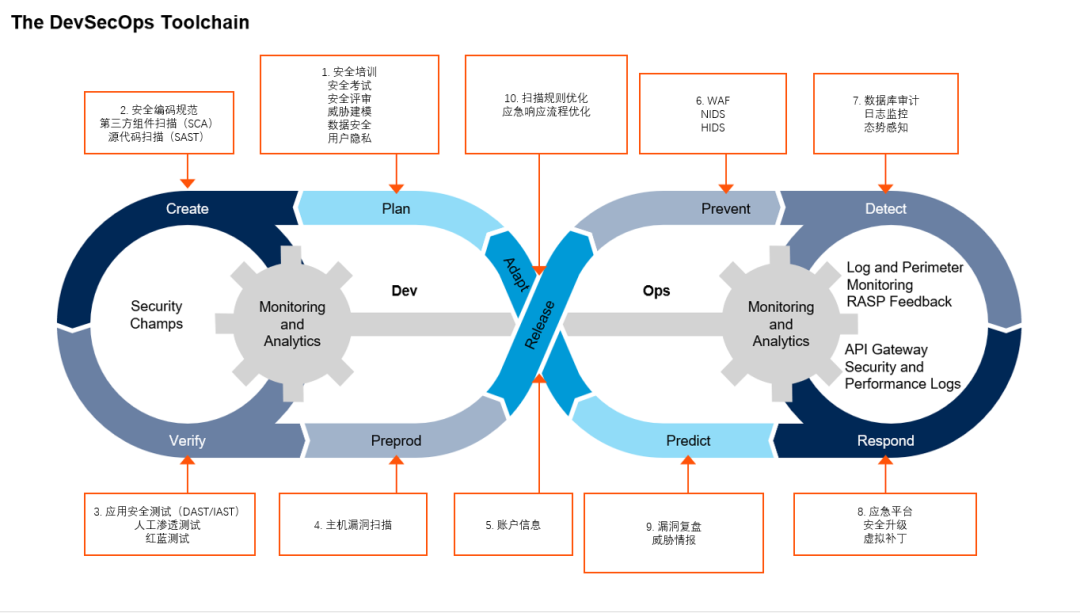 The DevSecOps Toolchain
2. 安全编码规范
第三方组件扫描（SCA）
源代码扫描（SAST）
1. 安全培训
安全考试
安全评审
威胁建模
数据安全
用户隐私
10. 扫描规则优化
应急响应流程优化
6. WAF
NIDS
HIDS
7. 数据库审计
日志监控
态势感知
Create
Plan
Adapt
Release
Prevent
Detect
Security
Champs
Monitoring
and
Analytics
Dev
Ops
Monitoring
and
Analytics
Log and Perimeter
Monitoring
RASP Feedback
API Gateway
Security and
Performance Logs
Verify
Preprod
Predict
Respond
3. 应用安全测试（DAST/IAST）
人工渗透测试
红蓝测试
4. 主机漏洞扫描
5. 账户信息
9. 漏洞复盘
威胁情报
8. 应急平台
安全升级
虚拟补丁